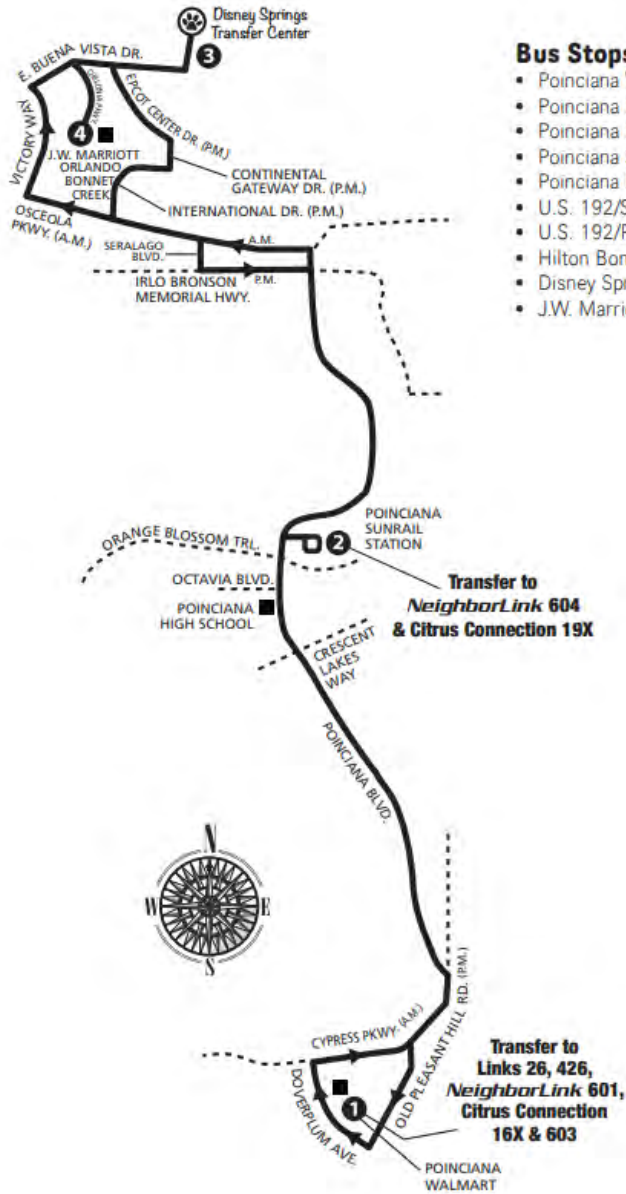 Disney Springs
Transfer Center
3
E. BUENA VISTA DR.
EPCOT CENTER DR. (P.M.)
VICTORY WAY
4
J.W. MARRIOTT
ORLANDO
BONNET
CREEK
CONTINENTAL
GATEWAY DR. (P.M.)
INTERNATIONAL DR. (P.M.)
OSCEOLA
PKWY. (A.M.)
SERALAGO
BLVD.
A.M.
P.M.
IRLO BRONSON
MEMORIAL HWY.
Bus Stops
• Poinciana
• Poinciana
• Poinciana
• Poinciana
• Poinciana
• U.S. 192/S
• U.S. 192/
• Hilton Bon
• Disney Spr
• J.W. Marri
POINCIANA
SUNRAIL
STATION
2
ORANGE BLOSSOM TRL.
OCTAVIA BLVD.
POINCIANA
HIGH SCHOOL
Transfer to
NeighborLink 604
& Citrus Connection 19X
CRESCENT
LAKES
WAY
POINCIANA BLVD.
N
W
E
S
OLD PLEASANT HILL RD. (P.M.)
CYPRESS PKWY. (A.M.)
1
DOVERPLUM AVE.
Transfer to
Links 26, 426,
NeighborLink 601,
Citrus Connection
16X & 603
POINCIANA
WALMART